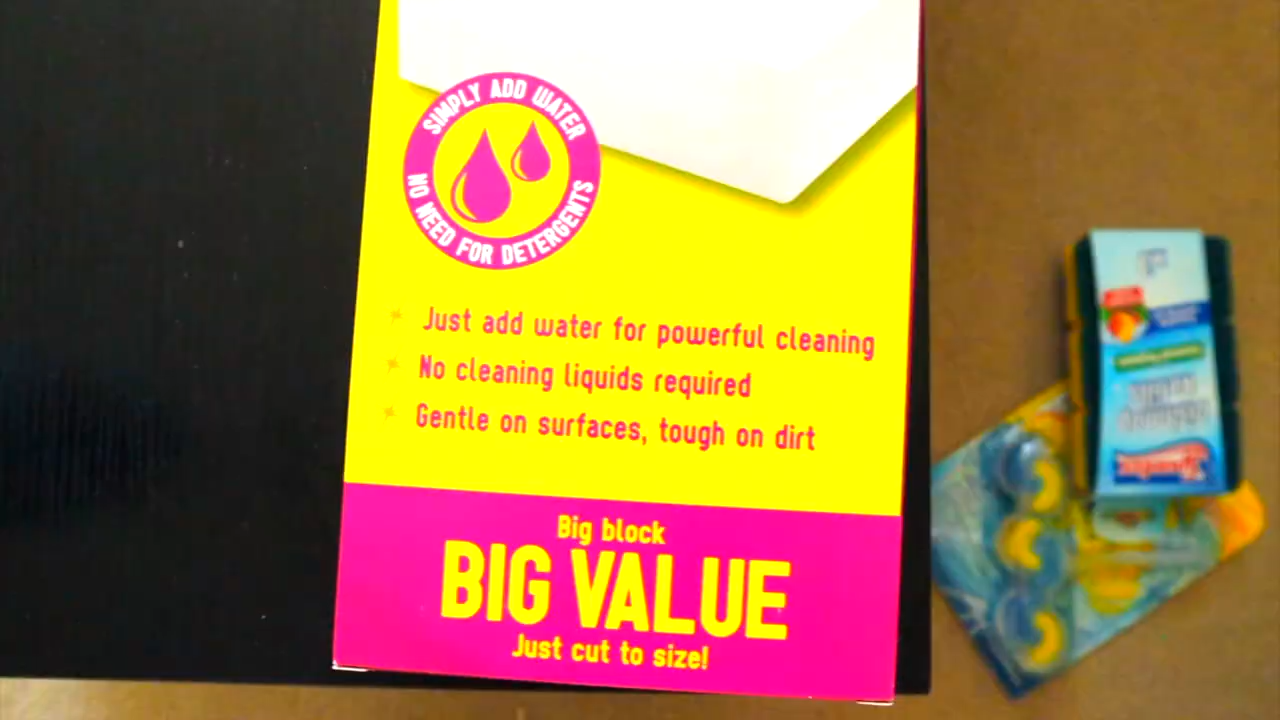 SIMPLY ADD WATER
NO NEED FOR DETERGENTS
Just add water for powerful cleaning
No cleaning liquids required
Gentle on surfaces, tough on dirt
Big block
BIG VALUE
Just cut to size!